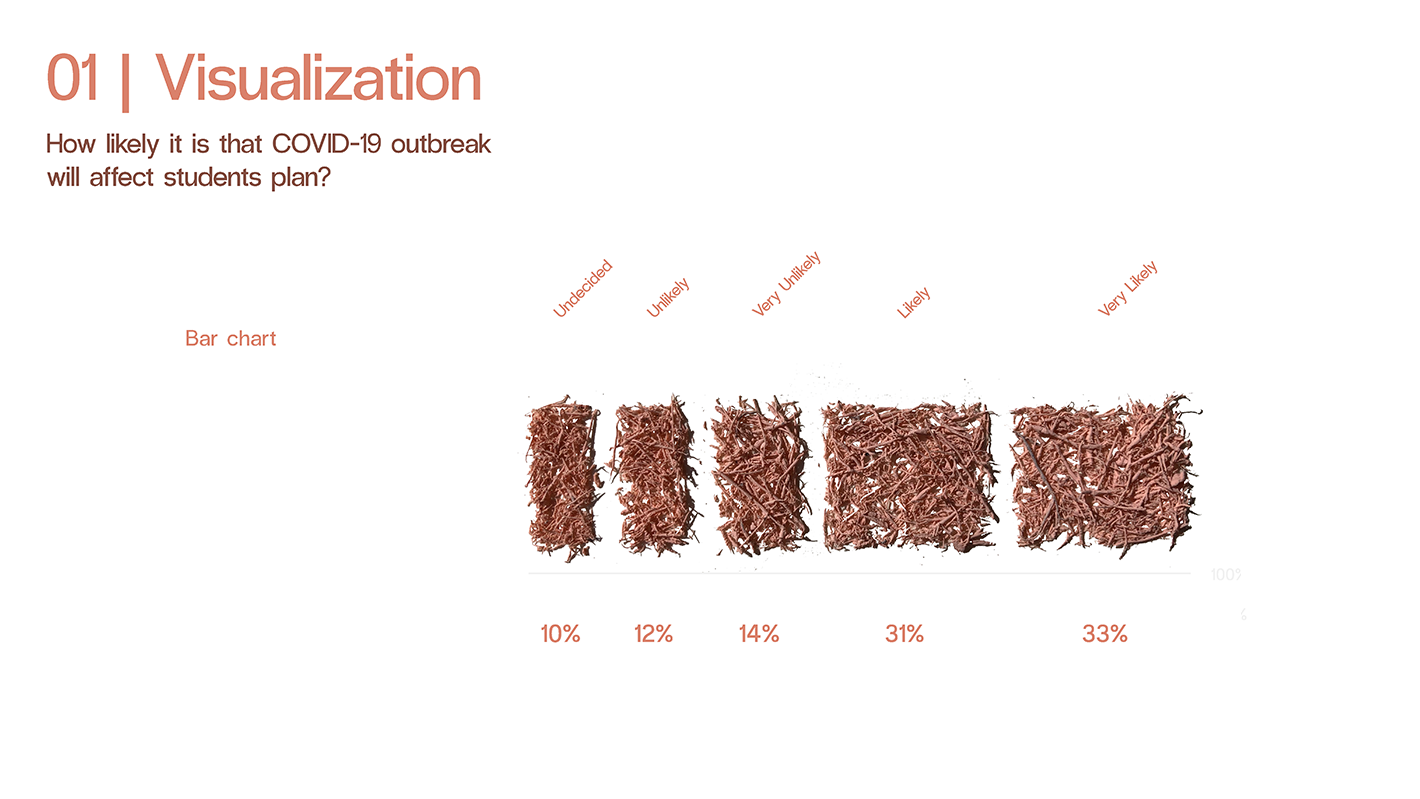 01 | Visualization
How likely it is that COVID-19 outbreak
will affect students plan?
Undecided
Unlikely
Very Unlikely
Likely
Very Likely
Bar chart
100%
10%
12%
14%
31%
33%